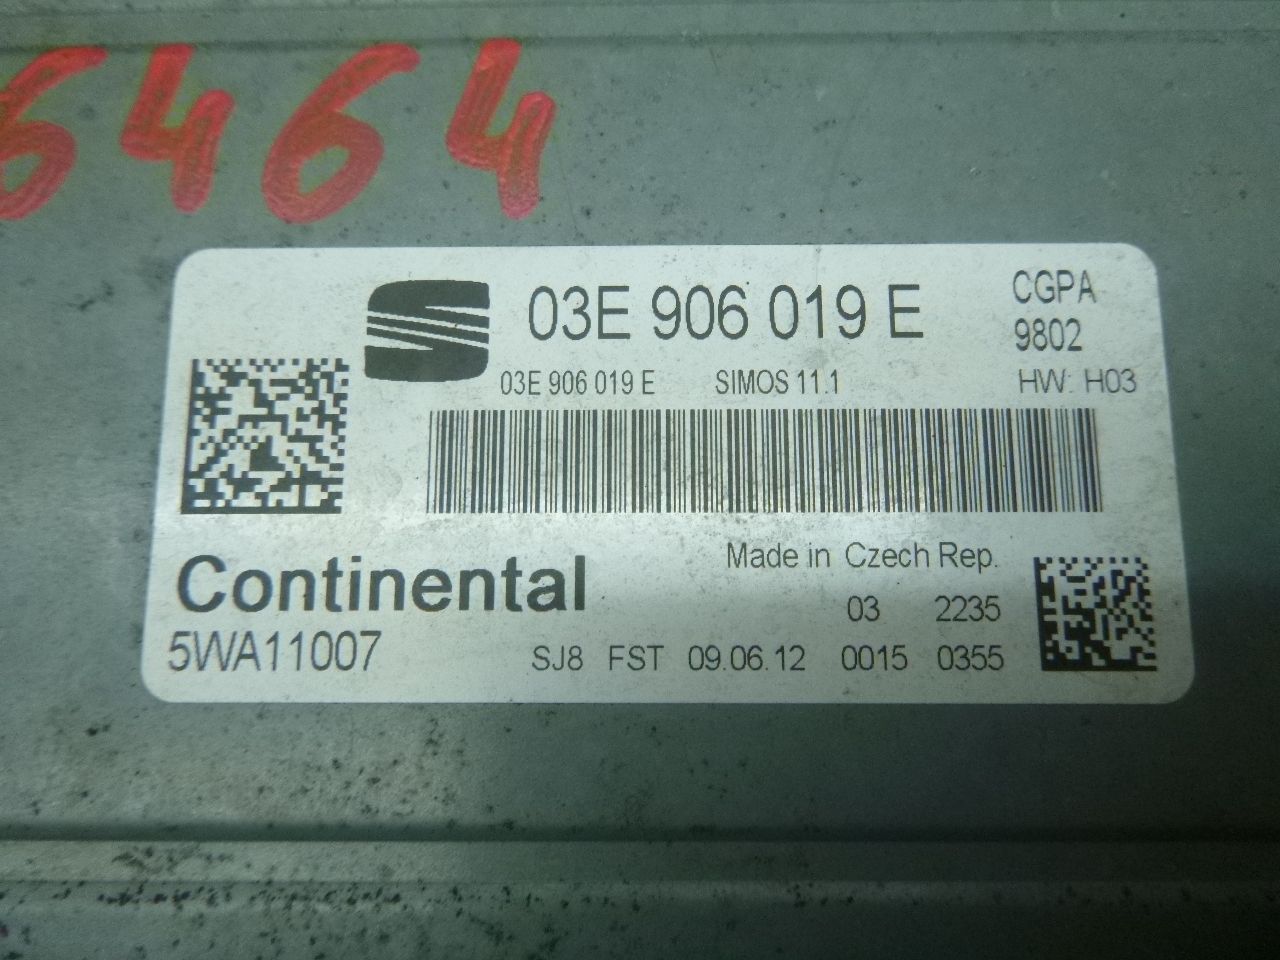 6464
03E 906 019 E
CGPA
9802
03E 906 019 E SIMOS 11.1 HW: H03
Continental
Made in Czech Rep.
03 2235
5WA11007
SJ8 FST 09.06.12 0015 0355